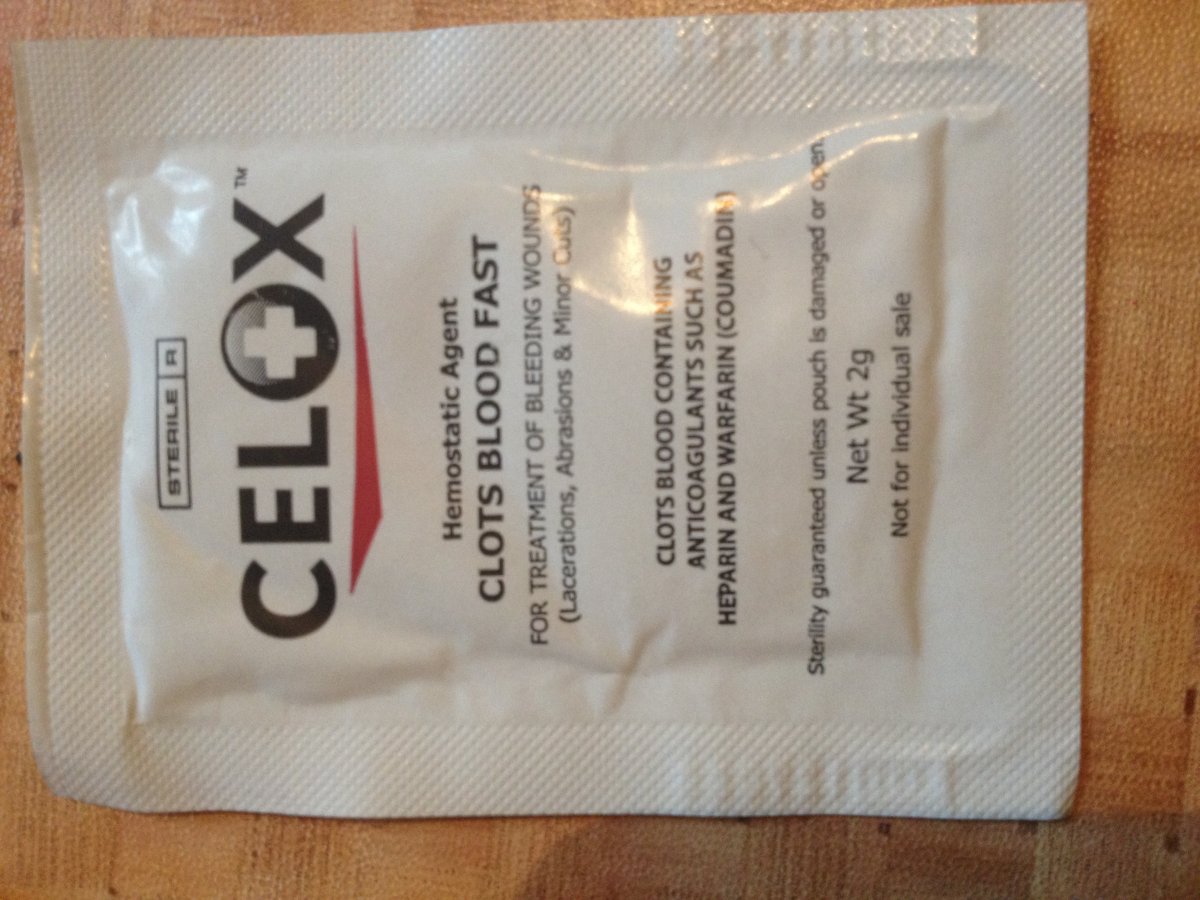 STERILE R
CELOX™
Hemostatic Agent
CLOTS BLOOD FAST
FOR TREATMENT OF BLEEDING WOUNDS
(Lacerations, Abrasions & Minor Cuts)
CLOTS BLOOD CONTAINING
ANTICOAGULANTS SUCH AS
HEPARIN AND WARFARIN (COUMADIN)
Sterility guaranteed unless pouch is damaged or open.
Net Wt 2g
Not for individual sale